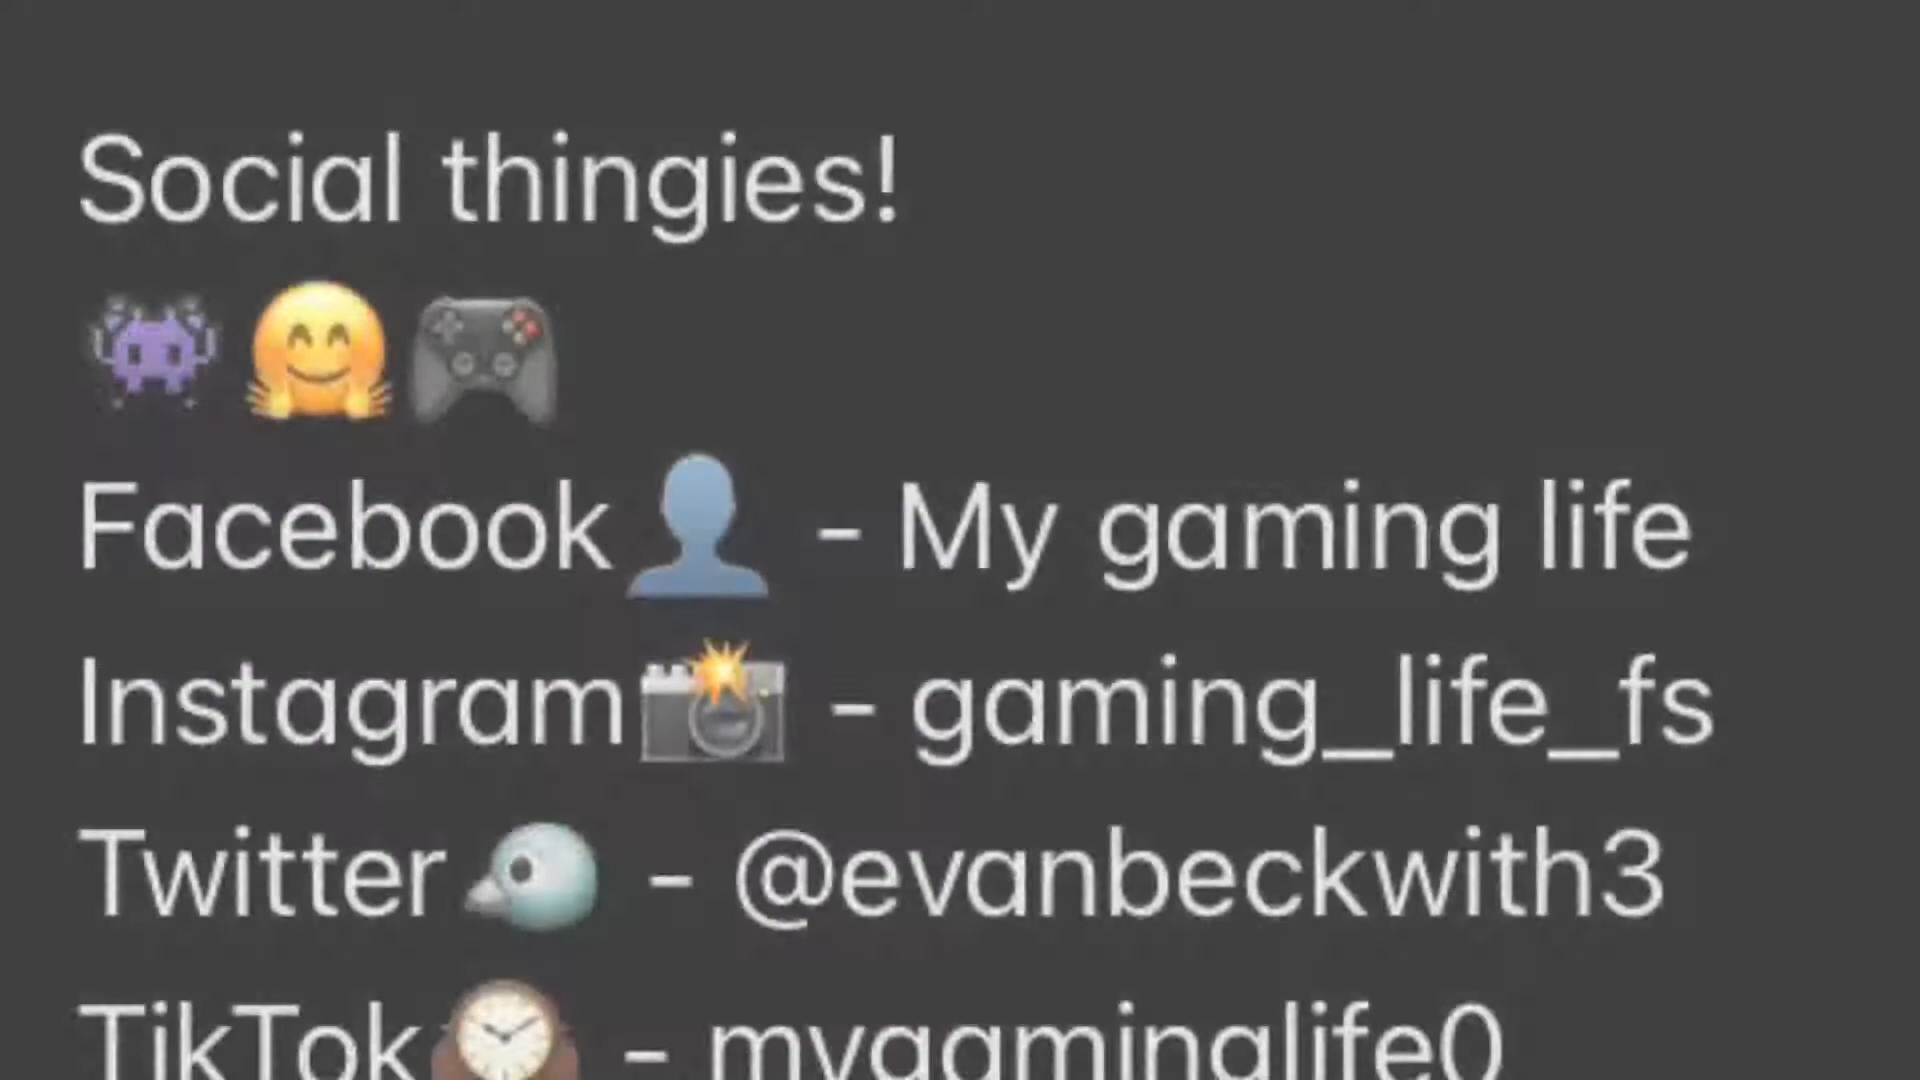 Social thingies!
👾🤗🎮
Facebook👤 - My gaming life
Instagram📸 - gaming_life_fs
Twitter🐦 - @evanbeckwith3
TikTok🕰 - mygaminglife0